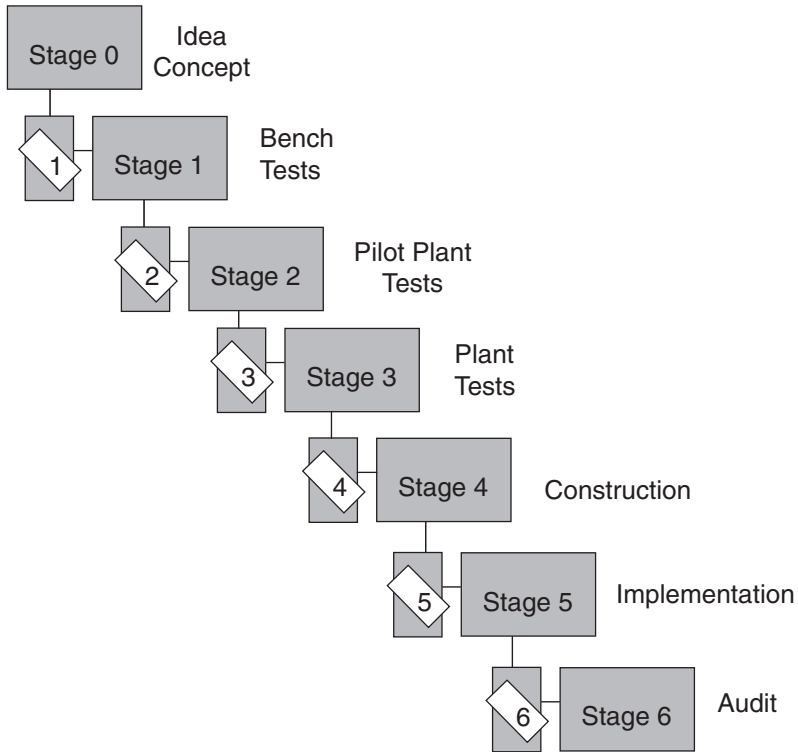 Stage 0
Idea
Concept
1
Stage 1
Bench
Tests
2
Stage 2
Pilot Plant
Tests
3
Stage 3
Plant
Tests
4
Stage 4
Construction
5
Stage 5
Implementation
6
Stage 6
Audit